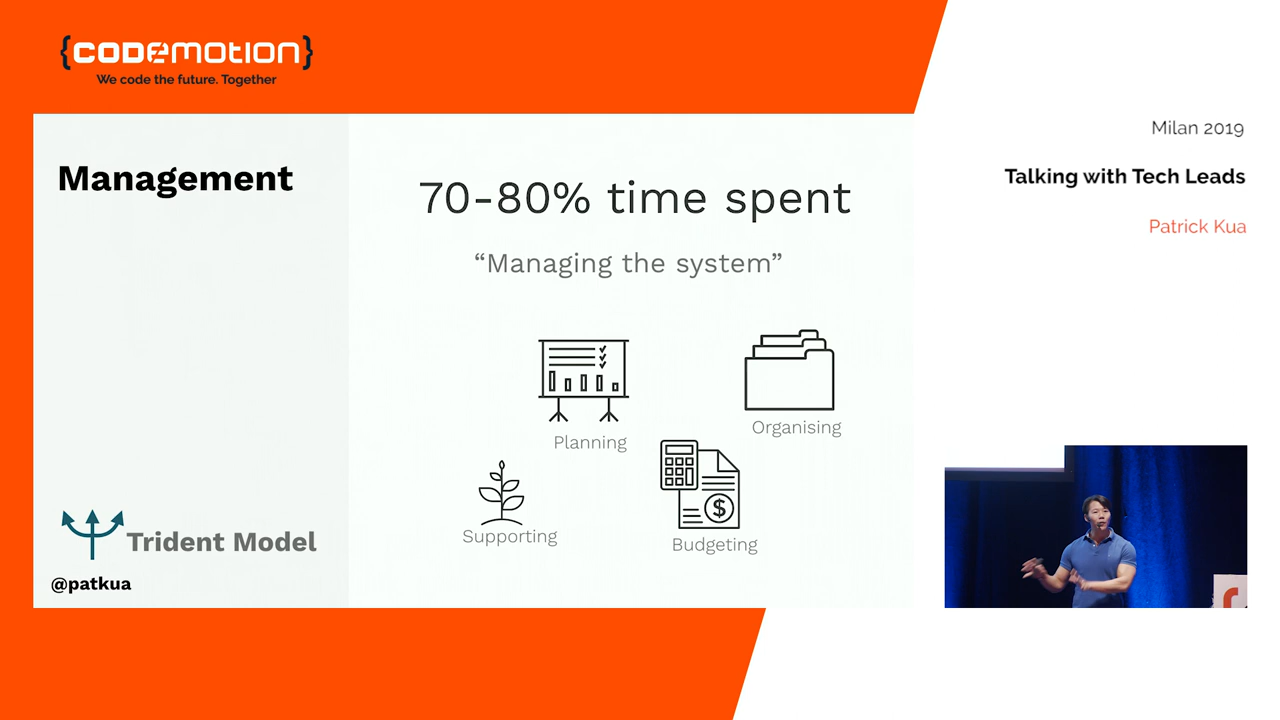 {CODEMOTION}
We code the future. Together
Management
70-80% time spent
“Managing the system”
Planning
Organising
Supporting
Budgeting
Trident Model
@patkua
Milan 2019
Talking with Tech Leads
Patrick Kua